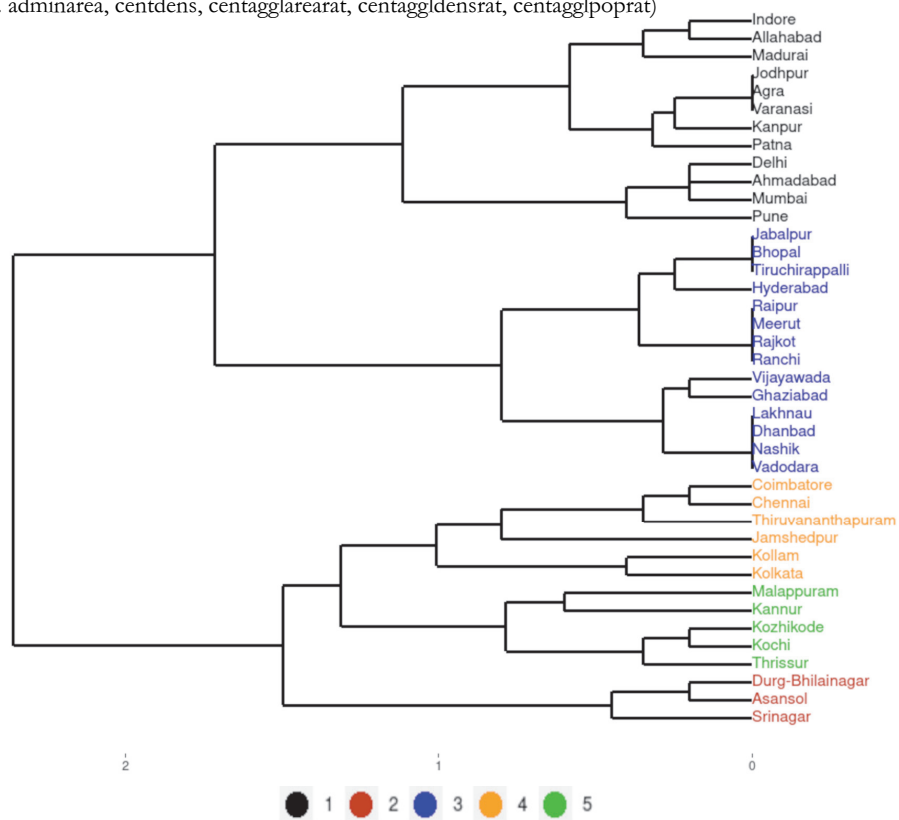 adminarea, centdens, centagglarearat, centaggldensrat, centagglpoprat)
Indore
Allahabad
Madurai
Jodhpur
Agra
Varanasi
Kanpur
Patna
Delhi
Ahmadabad
Mumbai
Pune
Jabalpur
Bhopal
Tiruchirappalli
Hyderabad
Raipur
Meerut
Rajkot
Ranchi
Vijayawada
Ghaziabad
Lakhnau
Dhanbad
Nashik
Vadodara
Coimbatore
Chennai
Thiruvananthapuram
Jamshedpur
Kollam
Kolkata
Malappuram
Kannur
Kozhikode
Kochi
Thrissur
Durg-Bhilainagar
Asansol
Srinagar
2 1 0
1 2 3 4 5